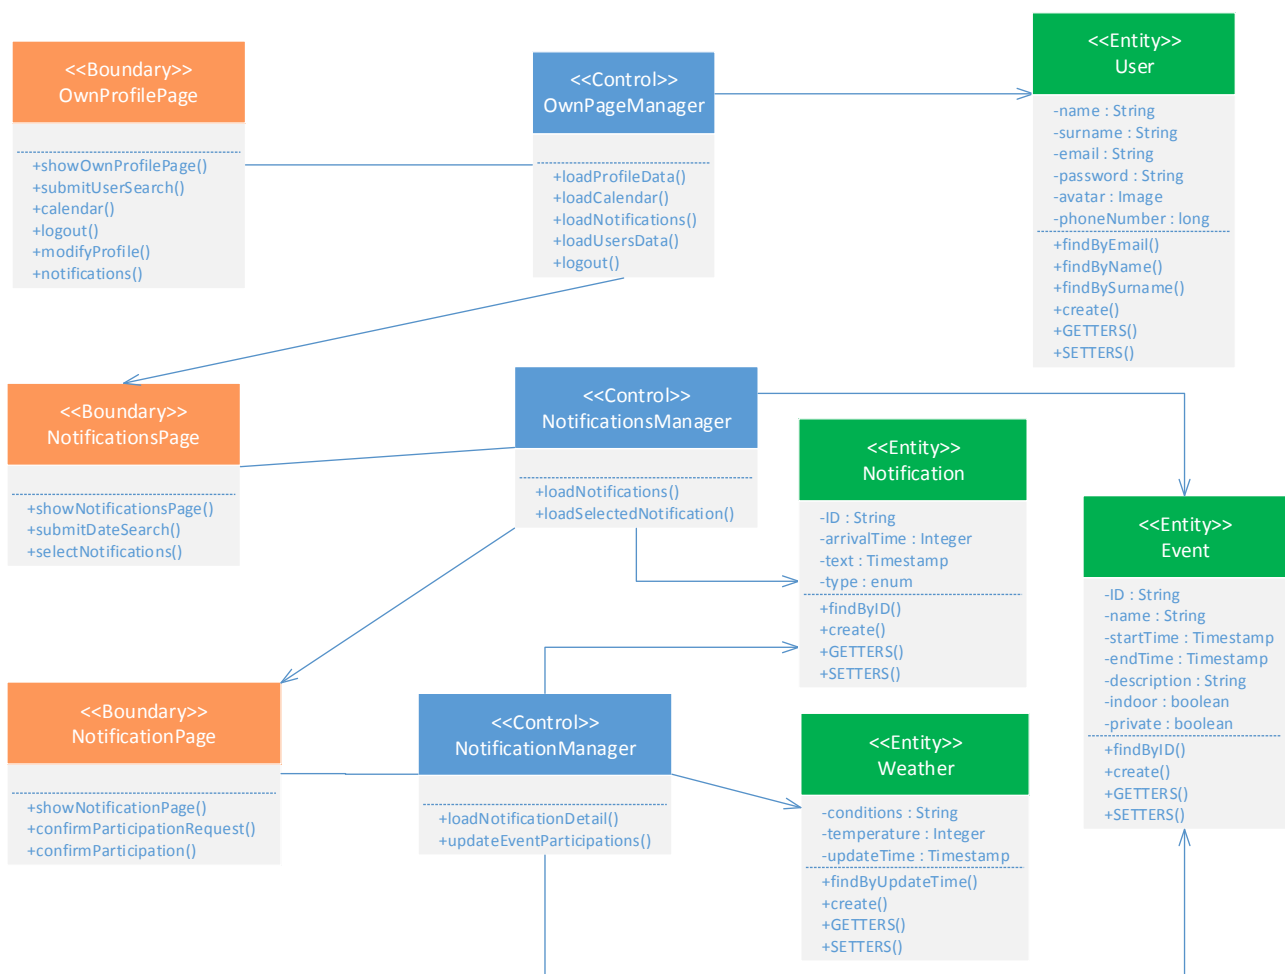 <<Boundary>>
OwnProfilePage
+showOwnProfilePage()
+submitUserSearch()
+calendar()
+logout()
+modifyProfile()
+notifications()
<<Control>>
OwnPageManager
+loadProfileData()
+loadCalendar()
+loadNotifications()
+loadUsersData()
+logout()
<<Entity>>
User
-name : String
-surname : String
-email : String
-password : String
-avatar : Image
-phoneNumber : long
+findByEmail()
+findByName()
+findBySurname()
+create()
+GETTERS()
+SETTERS()
<<Boundary>>
NotificationsPage
+showNotificationsPage()
+submitDateSearch()
+selectNotifications()
<<Control>>
NotificationsManager
+loadNotifications()
+loadSelectedNotification()
<<Entity>>
Notification
-ID : String
-arrivalTime : Integer
-text : Timestamp
-type : enum
+findByID()
+create()
+GETTERS()
+SETTERS()
<<Entity>>
Event
-ID : String
-name : String
-startTime : Timestamp
-endTime : Timestamp
-description : String
-indoor : boolean
-private : boolean
+findByID()
+create()
+GETTERS()
+SETTERS()
<<Boundary>>
NotificationPage
+showNotificationPage()
+confirmParticipationRequest()
+confirmParticipation()
<<Control>>
NotificationManager
+loadNotificationDetail()
+updateEventParticipations()
<<Entity>>
Weather
-conditions : String
-temperature : Integer
-updateTime : Timestamp
+findByUpdateTime()
+create()
+GETTERS()
+SETTERS()